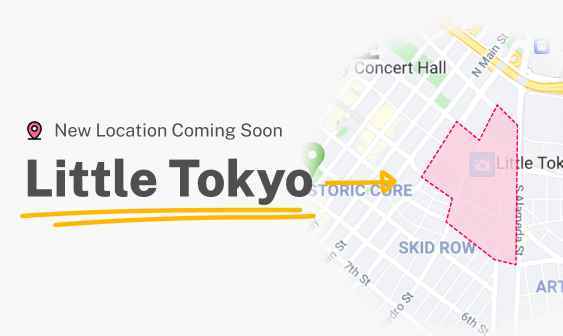 New Location Coming Soon
Little Tokyo
Concert Hall
N Main St
Little Tok
STORIC CORE
S Alameda St
SKID ROW
St
7th St
dro St
6th St
ART